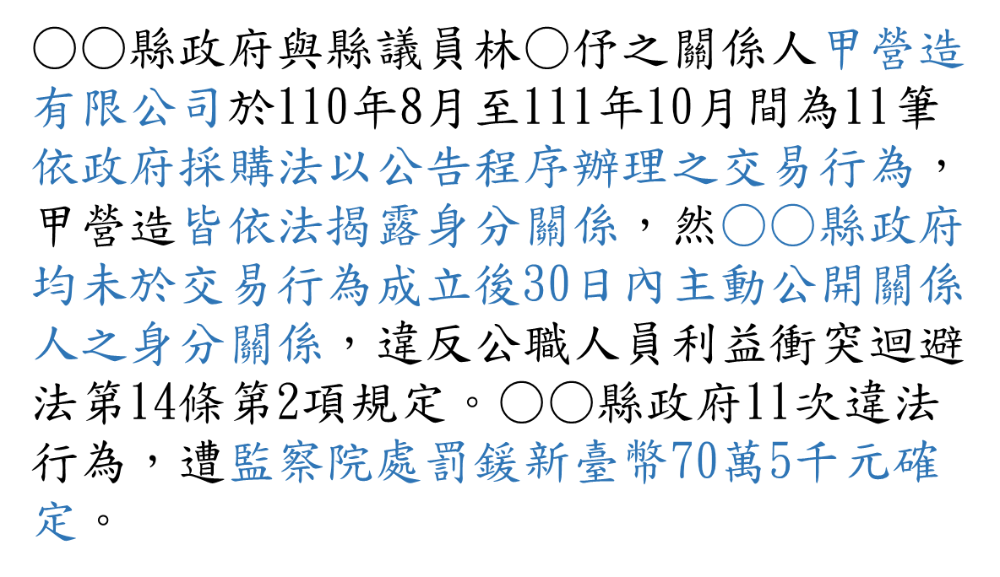 ◯◯縣政府與縣議員林◯伃之關係人甲營造
有限公司於110年8月至111年10月間為11筆
依政府採購法以公告程序辦理之交易行為，
甲營造皆依法揭露身分關係，然◯◯縣政府
均未於交易行為成立後30日內主動公開關係
人之身分關係，違反公職人員利益衝突迴避
法第14條第2項規定。◯◯縣政府11次違法
行為，遭監察院處罰鍰新臺幣70萬5千元確
定。